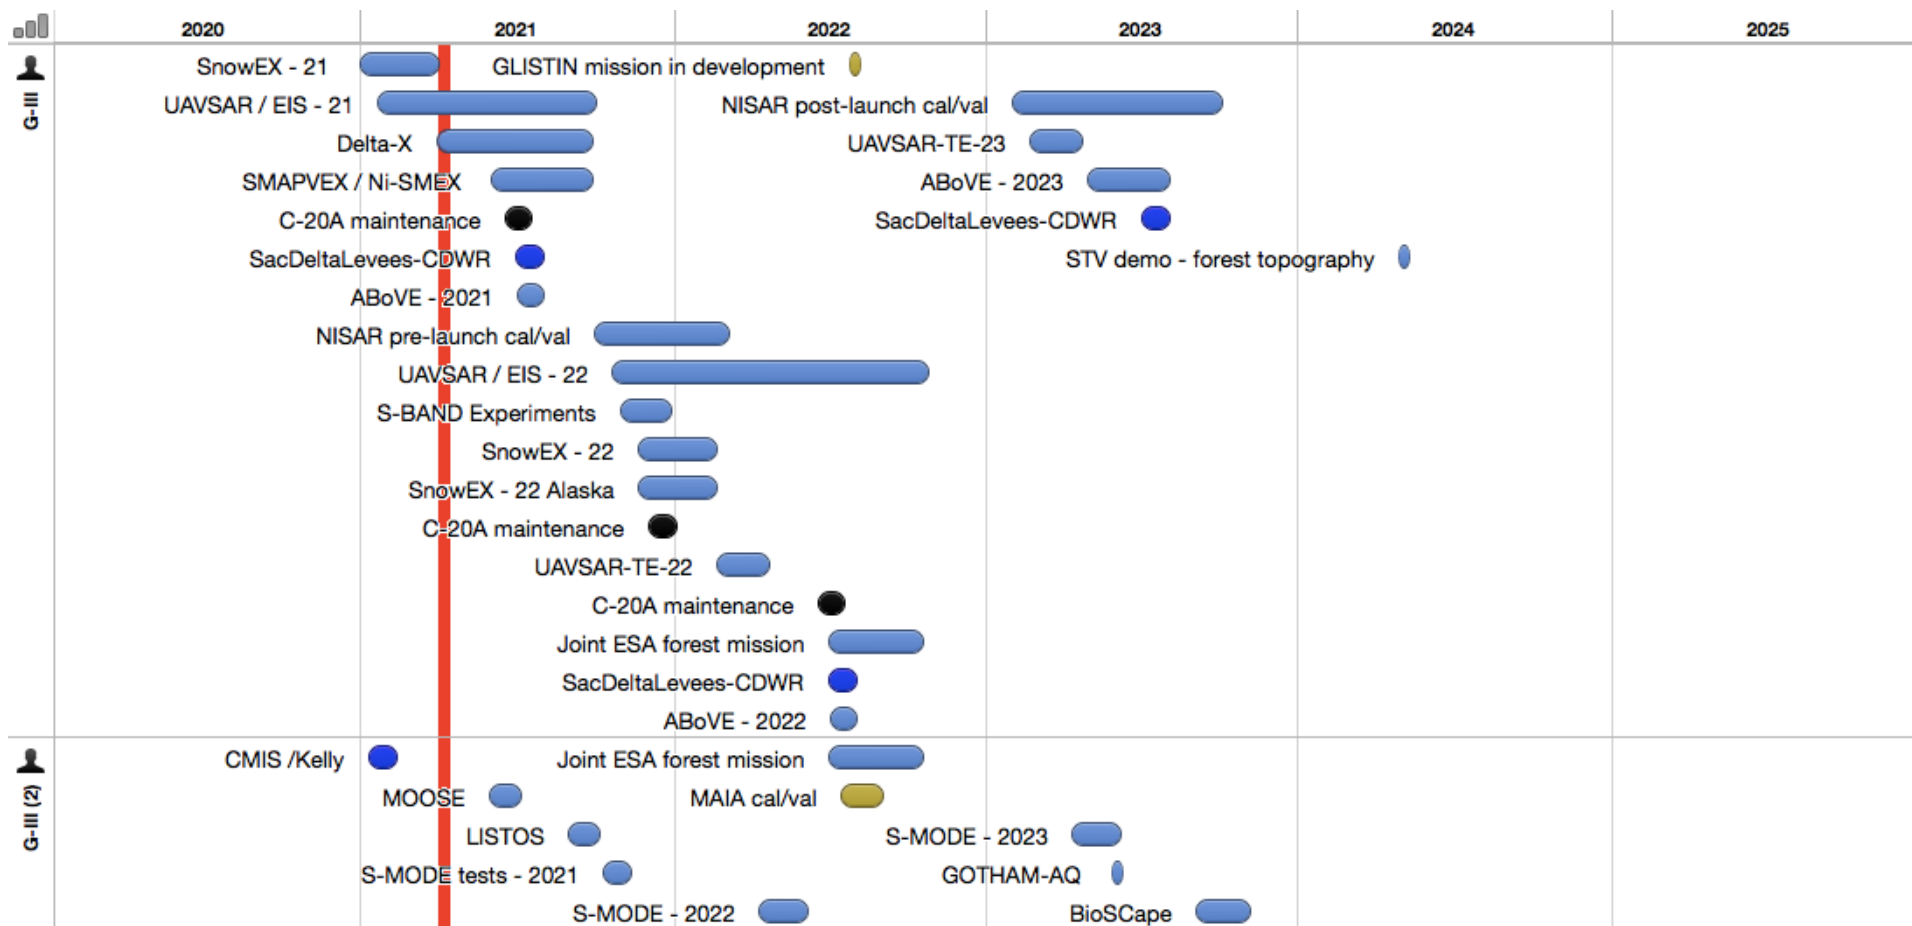 2020 2021 2022 2023 2024 2025
G-III
SnowEX - 21 GLISTIN mission in development
UAVSAR / EIS - 21 NISAR post-launch cal/val
Delta-X UAVSAR-TE-23
SMAPVEX / Ni-SMEX ABoVE - 2023
C-20A maintenance SacDeltaLevees-CDWR
SacDeltaLevees-CDWR STV demo - forest topography
ABoVE - 2021
NISAR pre-launch cal/val
UAVSAR / EIS - 22
S-BAND Experiments
SnowEX - 22
SnowEX - 22 Alaska
C-20A maintenance
UAVSAR-TE-22
C-20A maintenance
Joint ESA forest mission
SacDeltaLevees-CDWR
ABoVE - 2022
G-III (2)
CMIS /Kelly Joint ESA forest mission
MOOSE MAIA cal/val
LISTOS S-MODE - 2023
S-MODE tests - 2021 GOTHAM-AQ
S-MODE - 2022 BioSCape